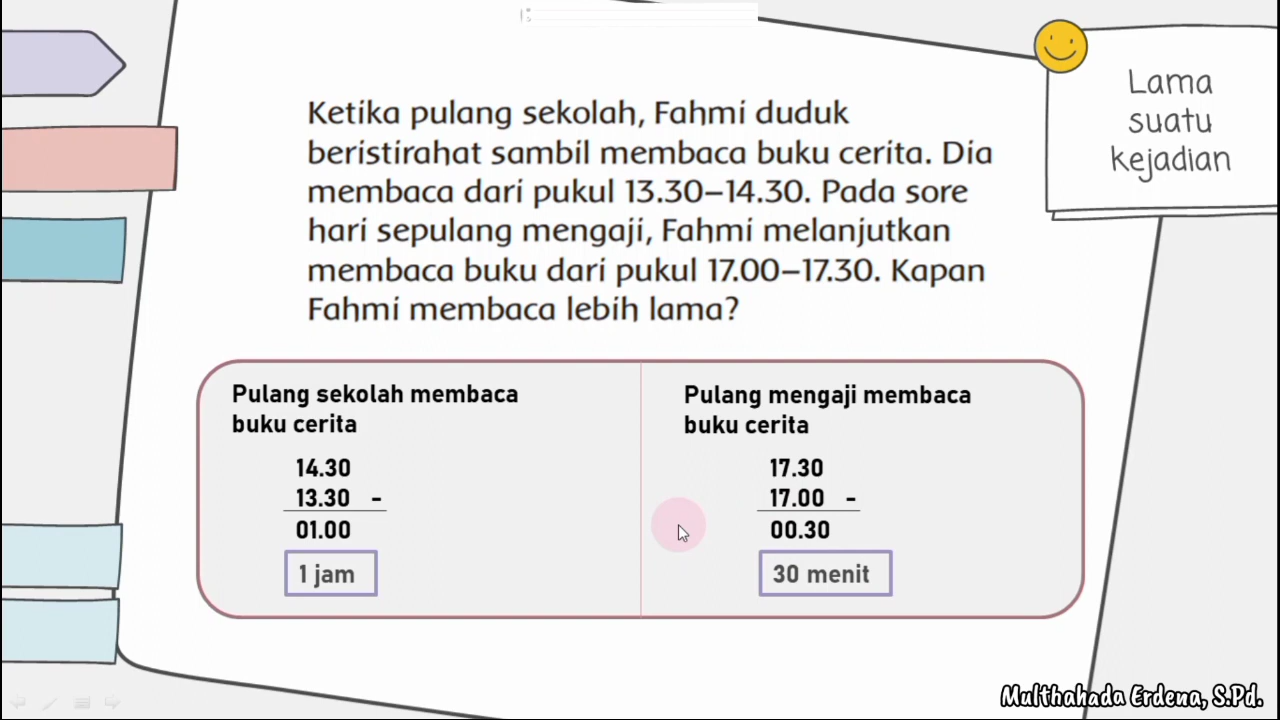 Lama
suatu
kejadian
Ketika pulang sekolah, Fahmi duduk
beristirahat sambil membaca buku cerita. Dia
membaca dari pukul 13.30–14.30. Pada sore
hari sepulang mengaji, Fahmi melanjutkan
membaca buku dari pukul 17.00–17.30. Kapan
Fahmi membaca lebih lama?
Pulang sekolah membaca
buku cerita
14.30
13.30 -
01.00
1 jam
Pulang mengaji membaca
buku cerita
17.30
17.00 -
00.30
30 menit
Multhahada Erdena, S.Pd.